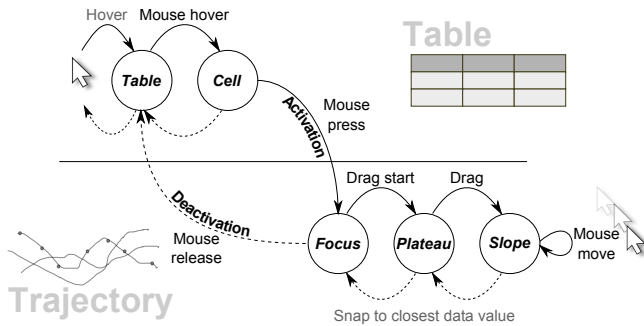 Hover
Mouse hover
Table
Table
Cell
Activation
Mouse
press
Drag start
Drag
Deactivation
Mouse
release
Focus
Plateau
Slope
Mouse
move
Trajectory
Snap to closest data value